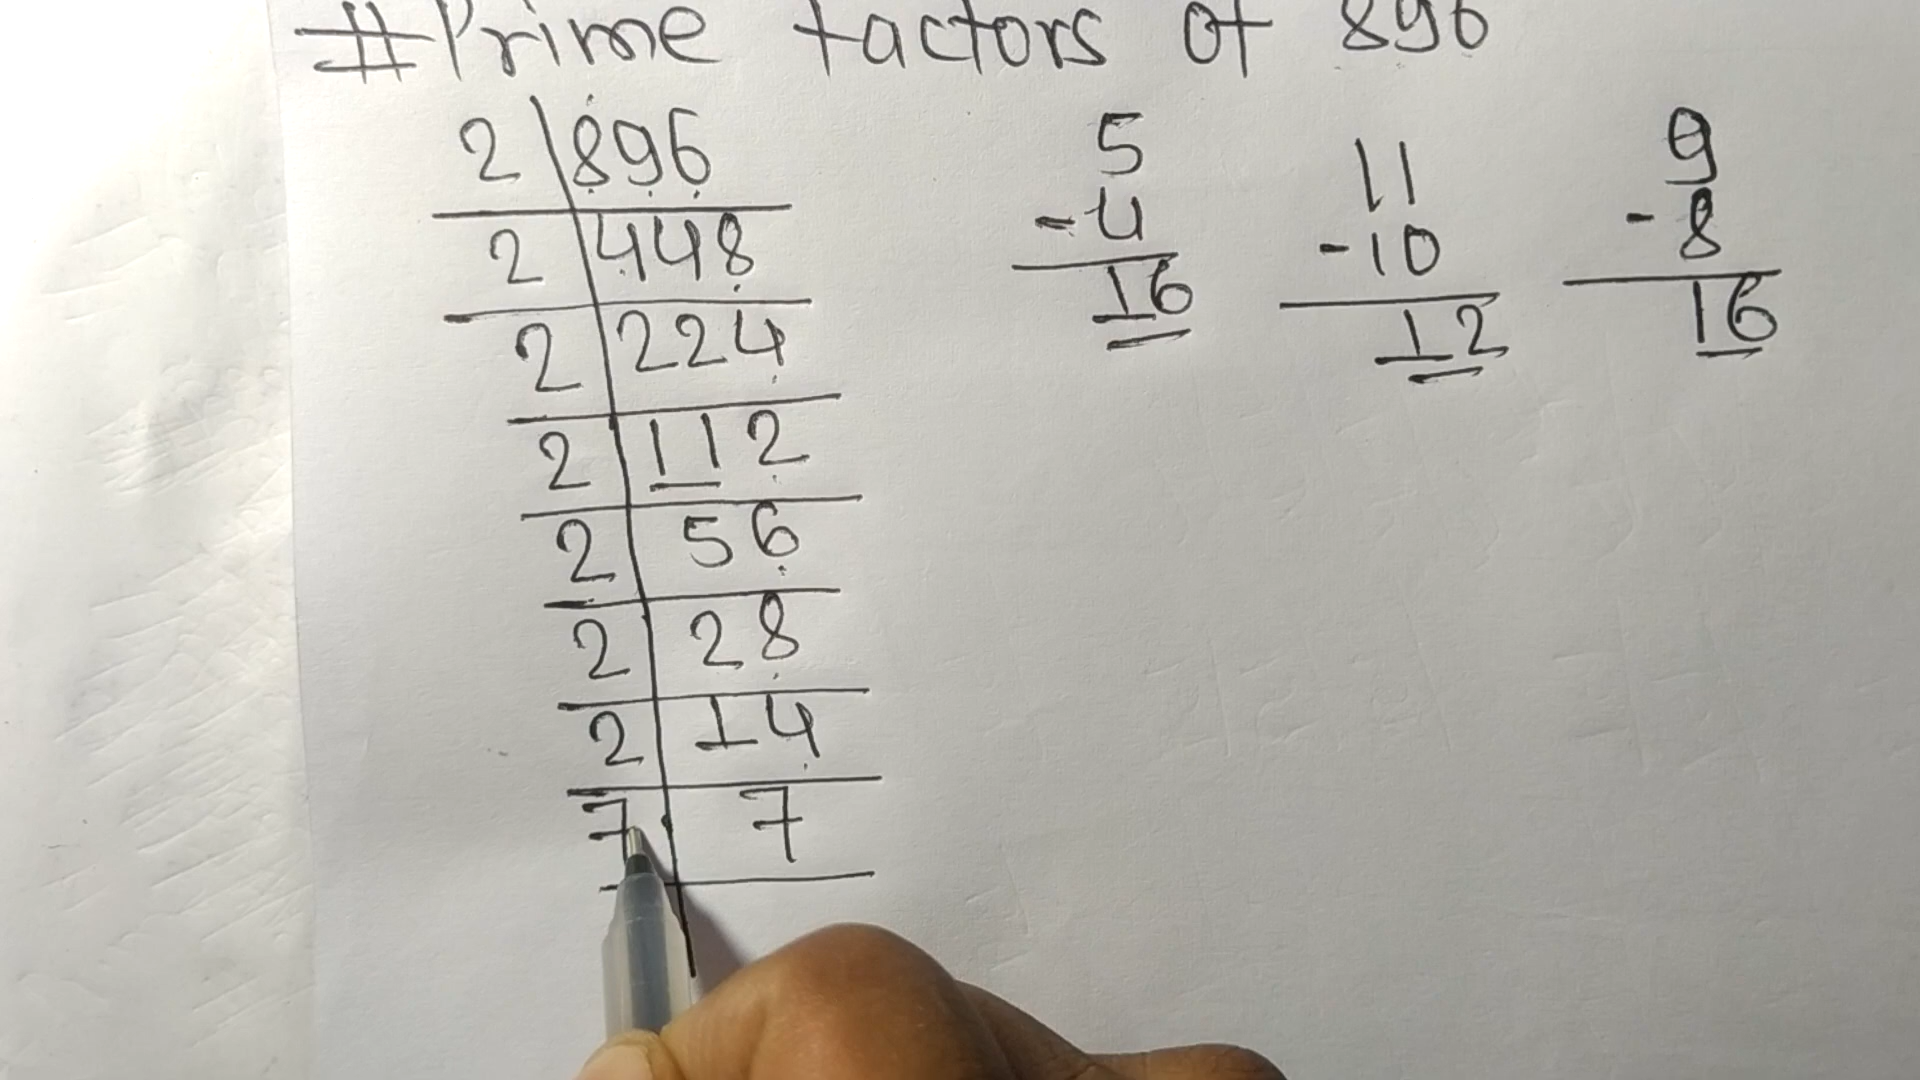 #Prime factors of 896
2 | 896
2 | 448
2 | 224
2 | 112
2 | 56
2 | 28
2 | 14
7 | 7
5
-4
16
11
-10
12
9
-8
16